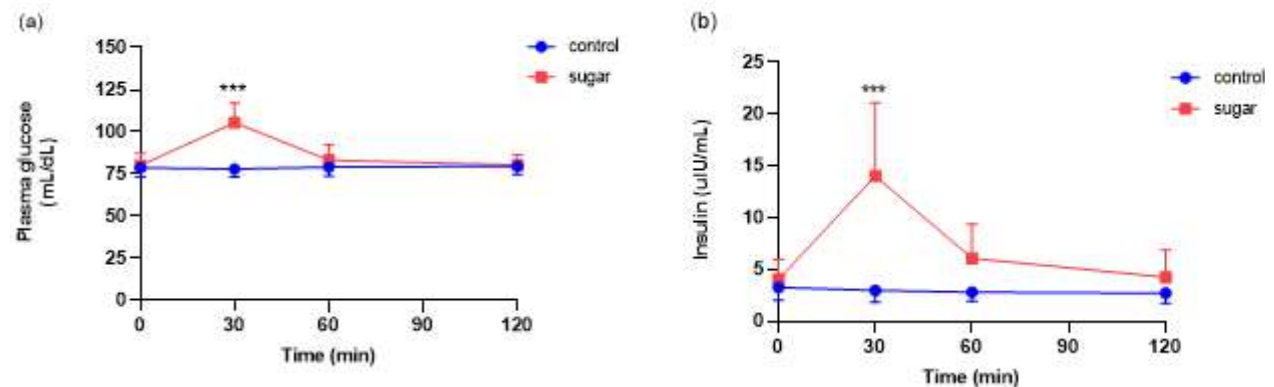 (a)
150
125
100
75
50
25
0
Plasma glucose
(mL/dL)
***
control
sugar
0 30 60 90 120
Time (min)
(b)
25
20
15
10
5
0
Insulin (uIU/mL)
***
control
sugar
0 30 60 90 120
Time (min)